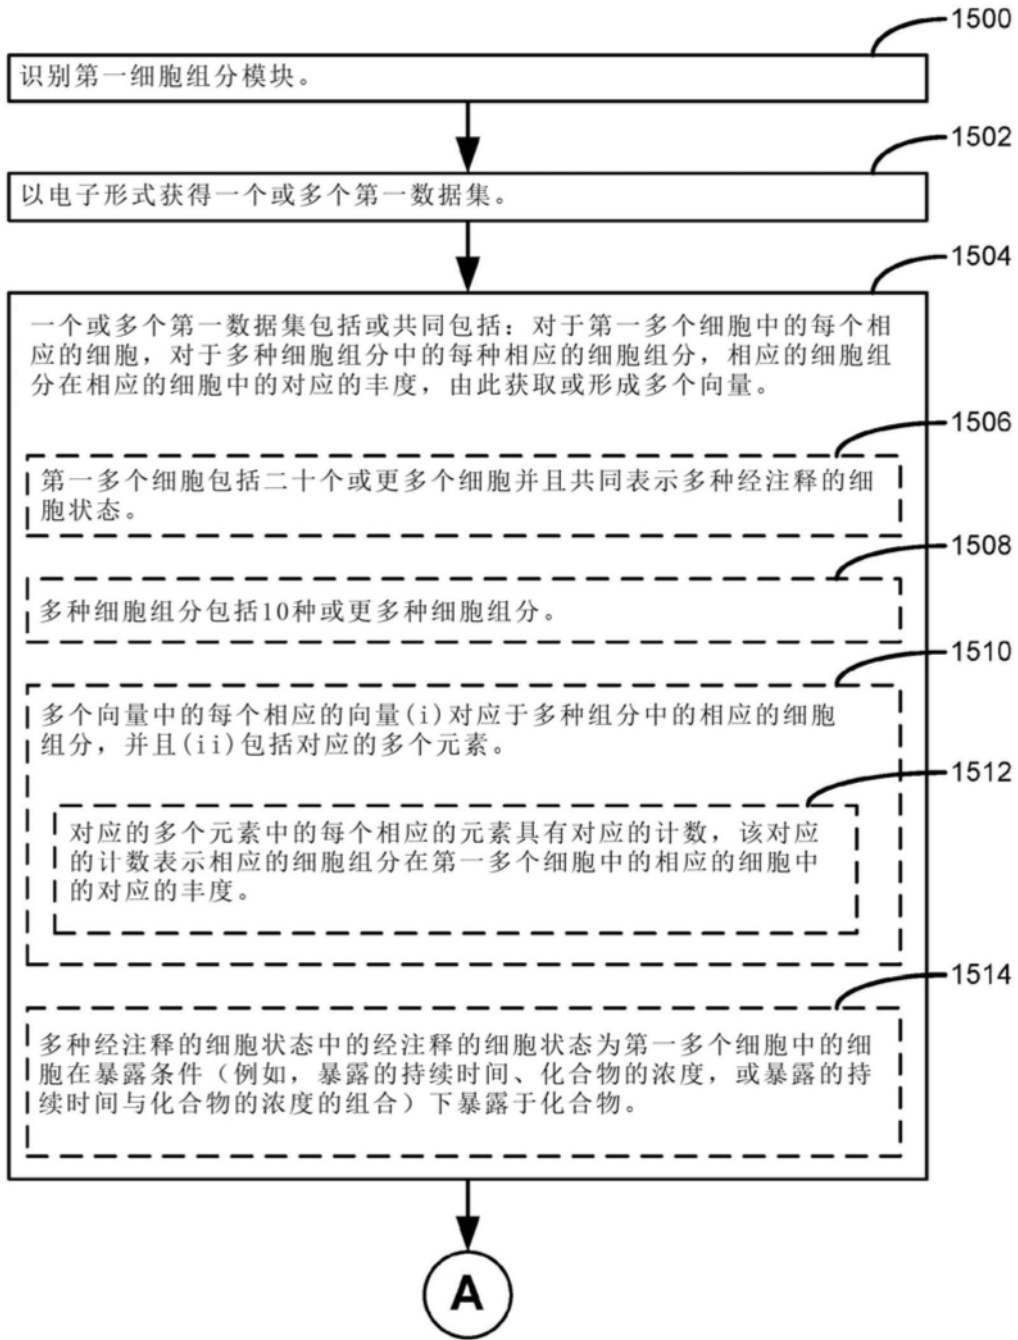 1500
识别第一细胞组分模块。
1502
以电子形式获得一个或多个第一数据集。
1504
一个或多个第一数据集包括或共同包括：对于第一多个细胞中的每个相
应的细胞，对于多种细胞组分中的每种相应的细胞组分，相应的细胞组
分在相应的细胞中的对应的丰度，由此获取或形成多个向量。
1506
第一多个细胞包括二十个或更多个细胞并且共同表示多种经注释的细
胞状态。
1508
多种细胞组分包括10种或更多种细胞组分。
1510
多个向量中的每个相应的向量(i)对应于多种组分中的相应的细胞
组分，并且(ii)包括对应的多个元素。
1512
对应的多个元素中的每个相应的元素具有对应的计数，该对应
的计数表示相应的细胞组分在第一多个细胞中的相应的细胞中
的对应的丰度。
1514
多种经注释的细胞状态中的经注释的细胞状态为第一多个细胞中的细
胞在暴露条件（例如，暴露的持续时间、化合物的浓度，或暴露的持
续时间与化合物的浓度的组合）下暴露于化合物。
A